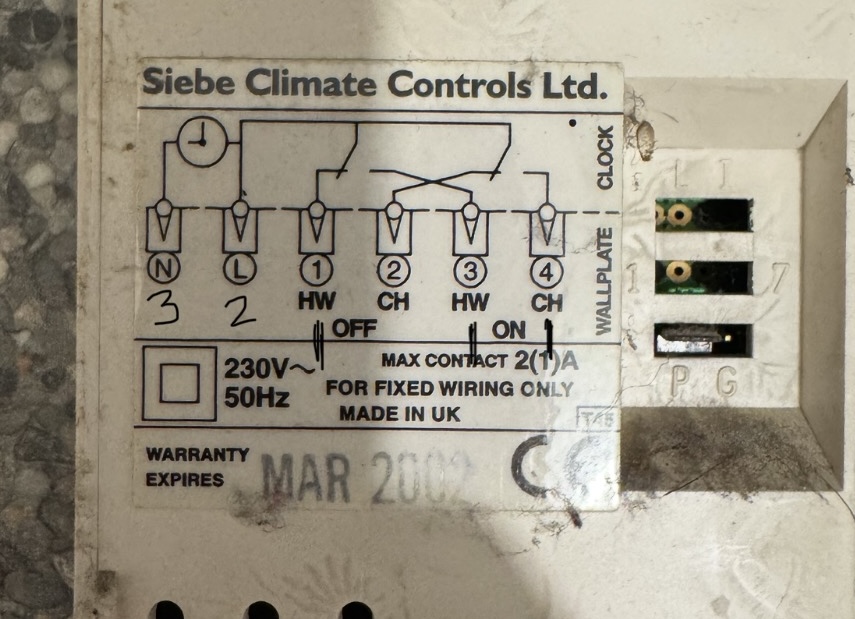 Siebe Climate Controls Ltd.
CLOCK
WALLPLATE
N L 1 2 3 4
3 2 HW CH HW CH
OFF ON
230V~ MAX CONTACT 2(1)A
50Hz FOR FIXED WIRING ONLY
MADE IN UK
WARRANTY
EXPIRES MAR 2002
CE
L I
1 7
P G